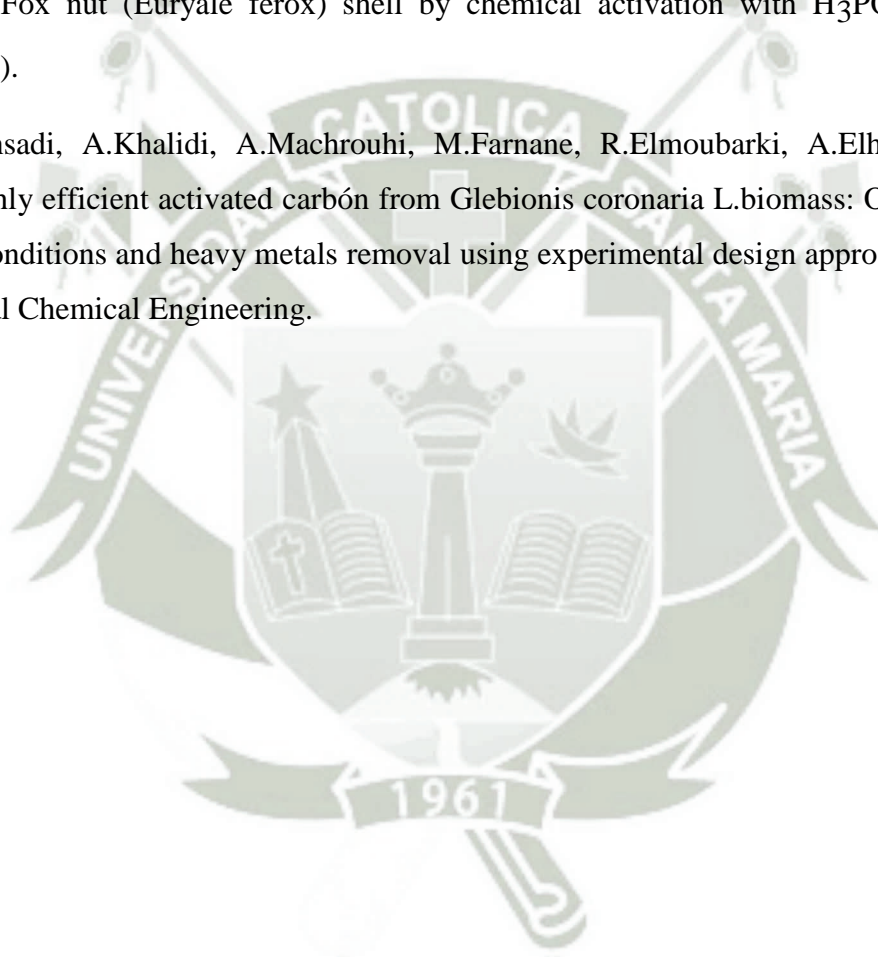 Fox nut (Euryale ferox) shell by chemical activation with H3PO
).
nsadi, A.Khalidi, A.Machrouhi, M.Farnane, R.Elmoubarki, A.Elh
nly efficient activated carbón from Glebionis coronaria L.biomass: O
onditions and heavy metals removal using experimental design appro
l Chemical Engineering.
UNIVERSIDAD CATOLICA SANTA MARIA
1961